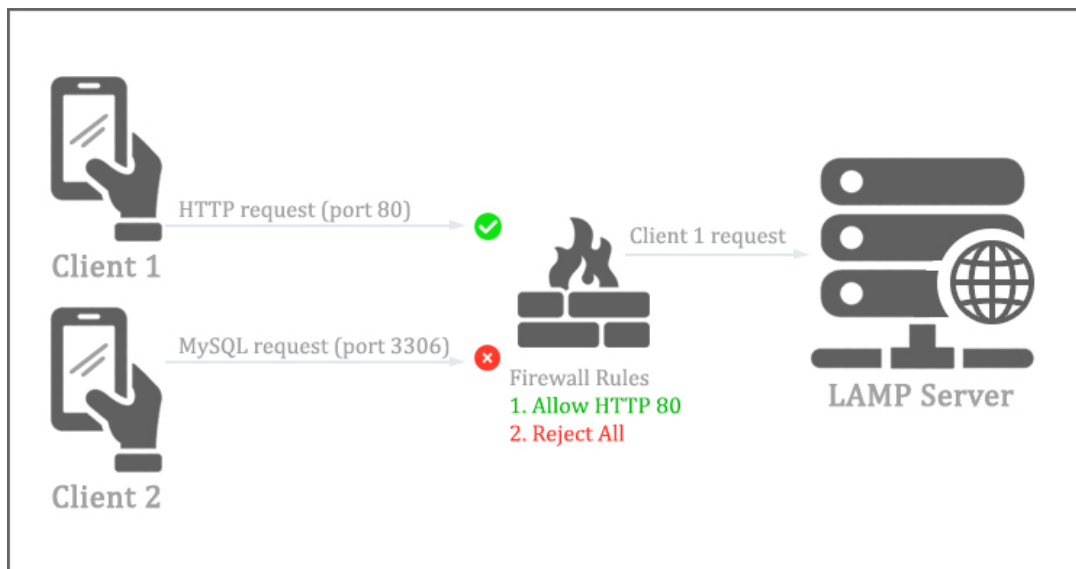 HTTP request (port 80)
Client 1
Client 1 request
MySQL request (port 3306)
Client 2
Firewall Rules
1. Allow HTTP 80
2. Reject All
LAMP Server